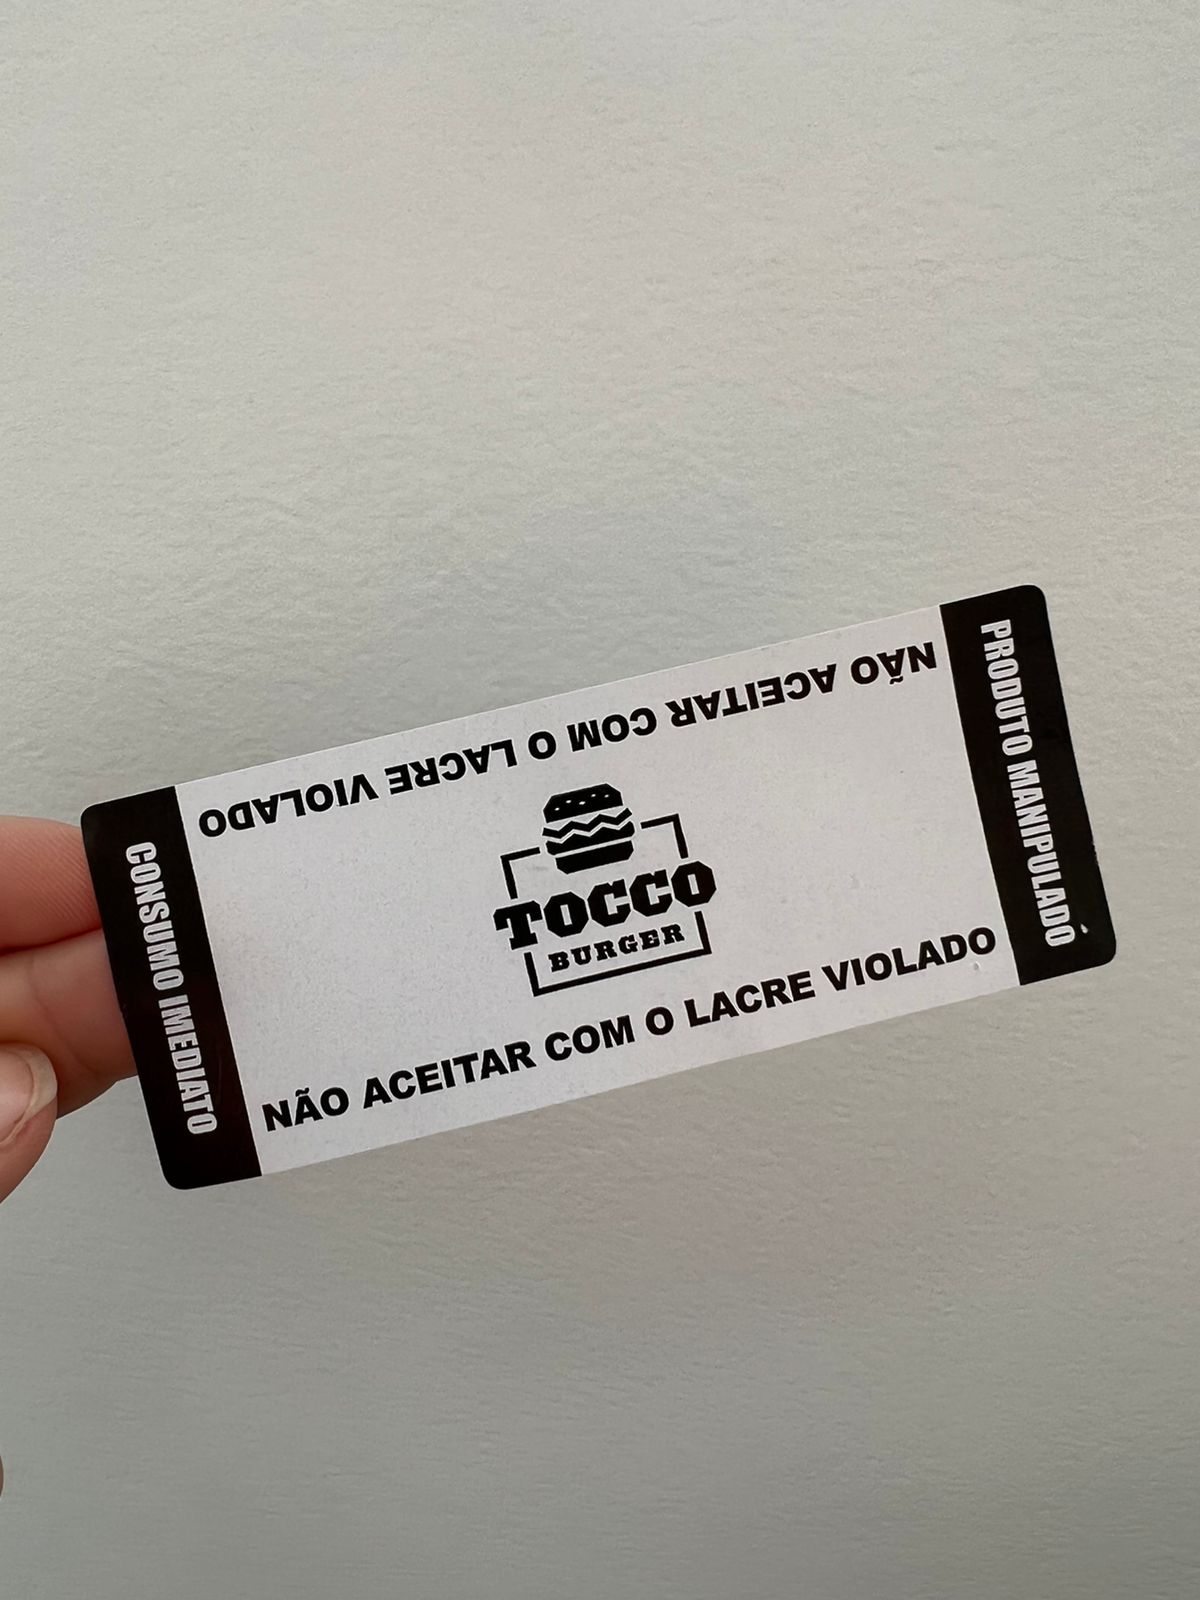 NÃO ACEITAR COM O LACRE VIOLADO
CONSUMO IMEDIATO
TOCCO
BURGER
PRODUTO MANIPULADO
NÃO ACEITAR COM O LACRE VIOLADO